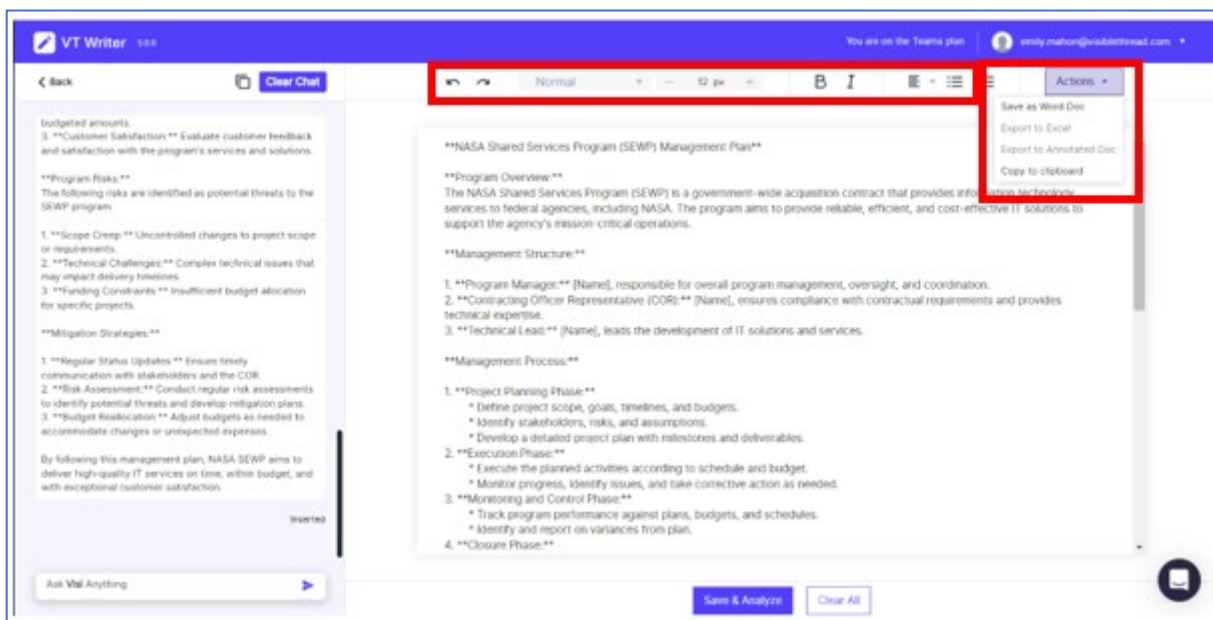 VT Writer 5.0.0
You are on the Teams plan
emily.mahon@visiblethread.com
Back
Clear Chat
Normal
12 px
B I
Actions
Save as Word Doc
Export to Excel
Export to Annotated Doc
Copy to clipboard
budgeted amounts.
3. **Customer Satisfaction:** Evaluate customer feedback
and satisfaction with the program's services and solutions.
**Program Risks:**
The following risks are identified as potential threats to the
SEWP program:
1. **Scope Creep:** Uncontrolled changes to project scope
or requirements.
2. **Technical Challenges:** Complex technical issues that
may impact delivery timelines.
3. **Funding Constraints:** Insufficient budget allocation
for specific projects.
**Mitigation Strategies:**
1. **Regular Status Updates:** Ensure timely
communication with stakeholders and the COR.
2. **Risk Assessment:** Conduct regular risk assessments
to identify potential threats and develop mitigation plans.
3. **Budget Reallocation:** Adjust budgets as needed to
accommodate changes or unexpected expenses.
By following this management plan, NASA SEWP aims to
deliver high-quality IT services on time, within budget, and
with exceptional customer satisfaction.
Inserted
Ask Visi Anything
**NASA Shared Services Program (SEWP) Management Plan**
**Program Overview:**
The NASA Shared Services Program (SEWP) is a government-wide acquisition contract that provides information technology
services to federal agencies, including NASA. The program aims to provide reliable, efficient, and cost-effective IT solutions to
support the agency's mission-critical operations.
**Management Structure:**
1. **Program Manager:** [Name], responsible for overall program management, oversight, and coordination.
2. **Contracting Officer Representative (COR):** [Name], ensures compliance with contractual requirements and provides
technical expertise.
3. **Technical Lead:** [Name], leads the development of IT solutions and services.
**Management Process:**
1. **Project Planning Phase:**
* Define project scope, goals, timelines, and budgets.
* Identify stakeholders, risks, and assumptions.
* Develop a detailed project plan with milestones and deliverables.
2. **Execution Phase:**
* Execute the planned activities according to schedule and budget.
* Monitor progress, identify issues, and take corrective action as needed.
3. **Monitoring and Control Phase:**
* Track program performance against plans, budgets, and schedules.
* Identify and report on variances from plan.
4. **Closure Phase:**
Save & Analyze
Clear All